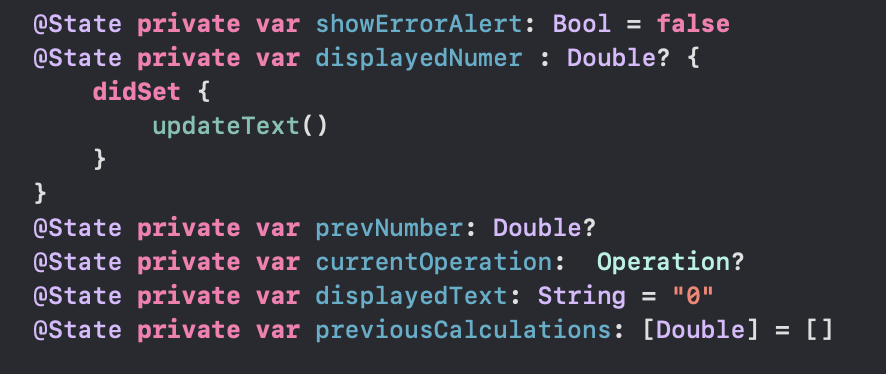 @State private var showErrorAlert: Bool = false
@State private var displayedNumer : Double? {
    didSet {
        updateText()
    }
}
@State private var prevNumber: Double?
@State private var currentOperation:  Operation?
@State private var displayedText: String = "0"
@State private var previousCalculations: [Double] = []